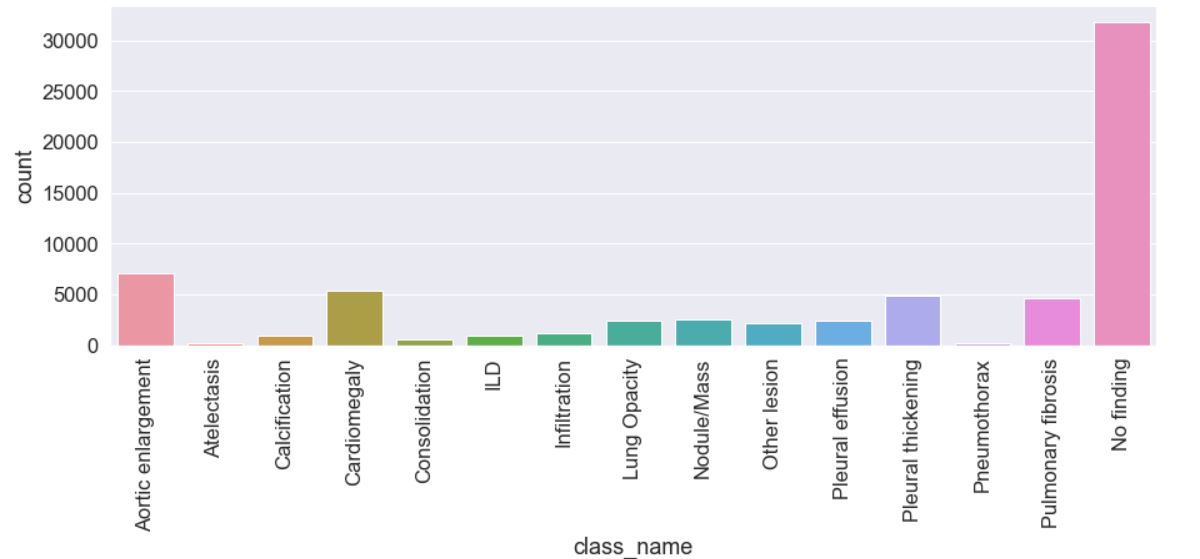 30000
25000
20000
15000
10000
5000
0
count
Aortic enlargement
Atelectasis
Calcification
Cardiomegaly
Consolidation
ILD
Infiltration
Lung Opacity
Nodule/Mass
Other lesion
Pleural effusion
Pleural thickening
Pneumothorax
Pulmonary fibrosis
No finding
class_name